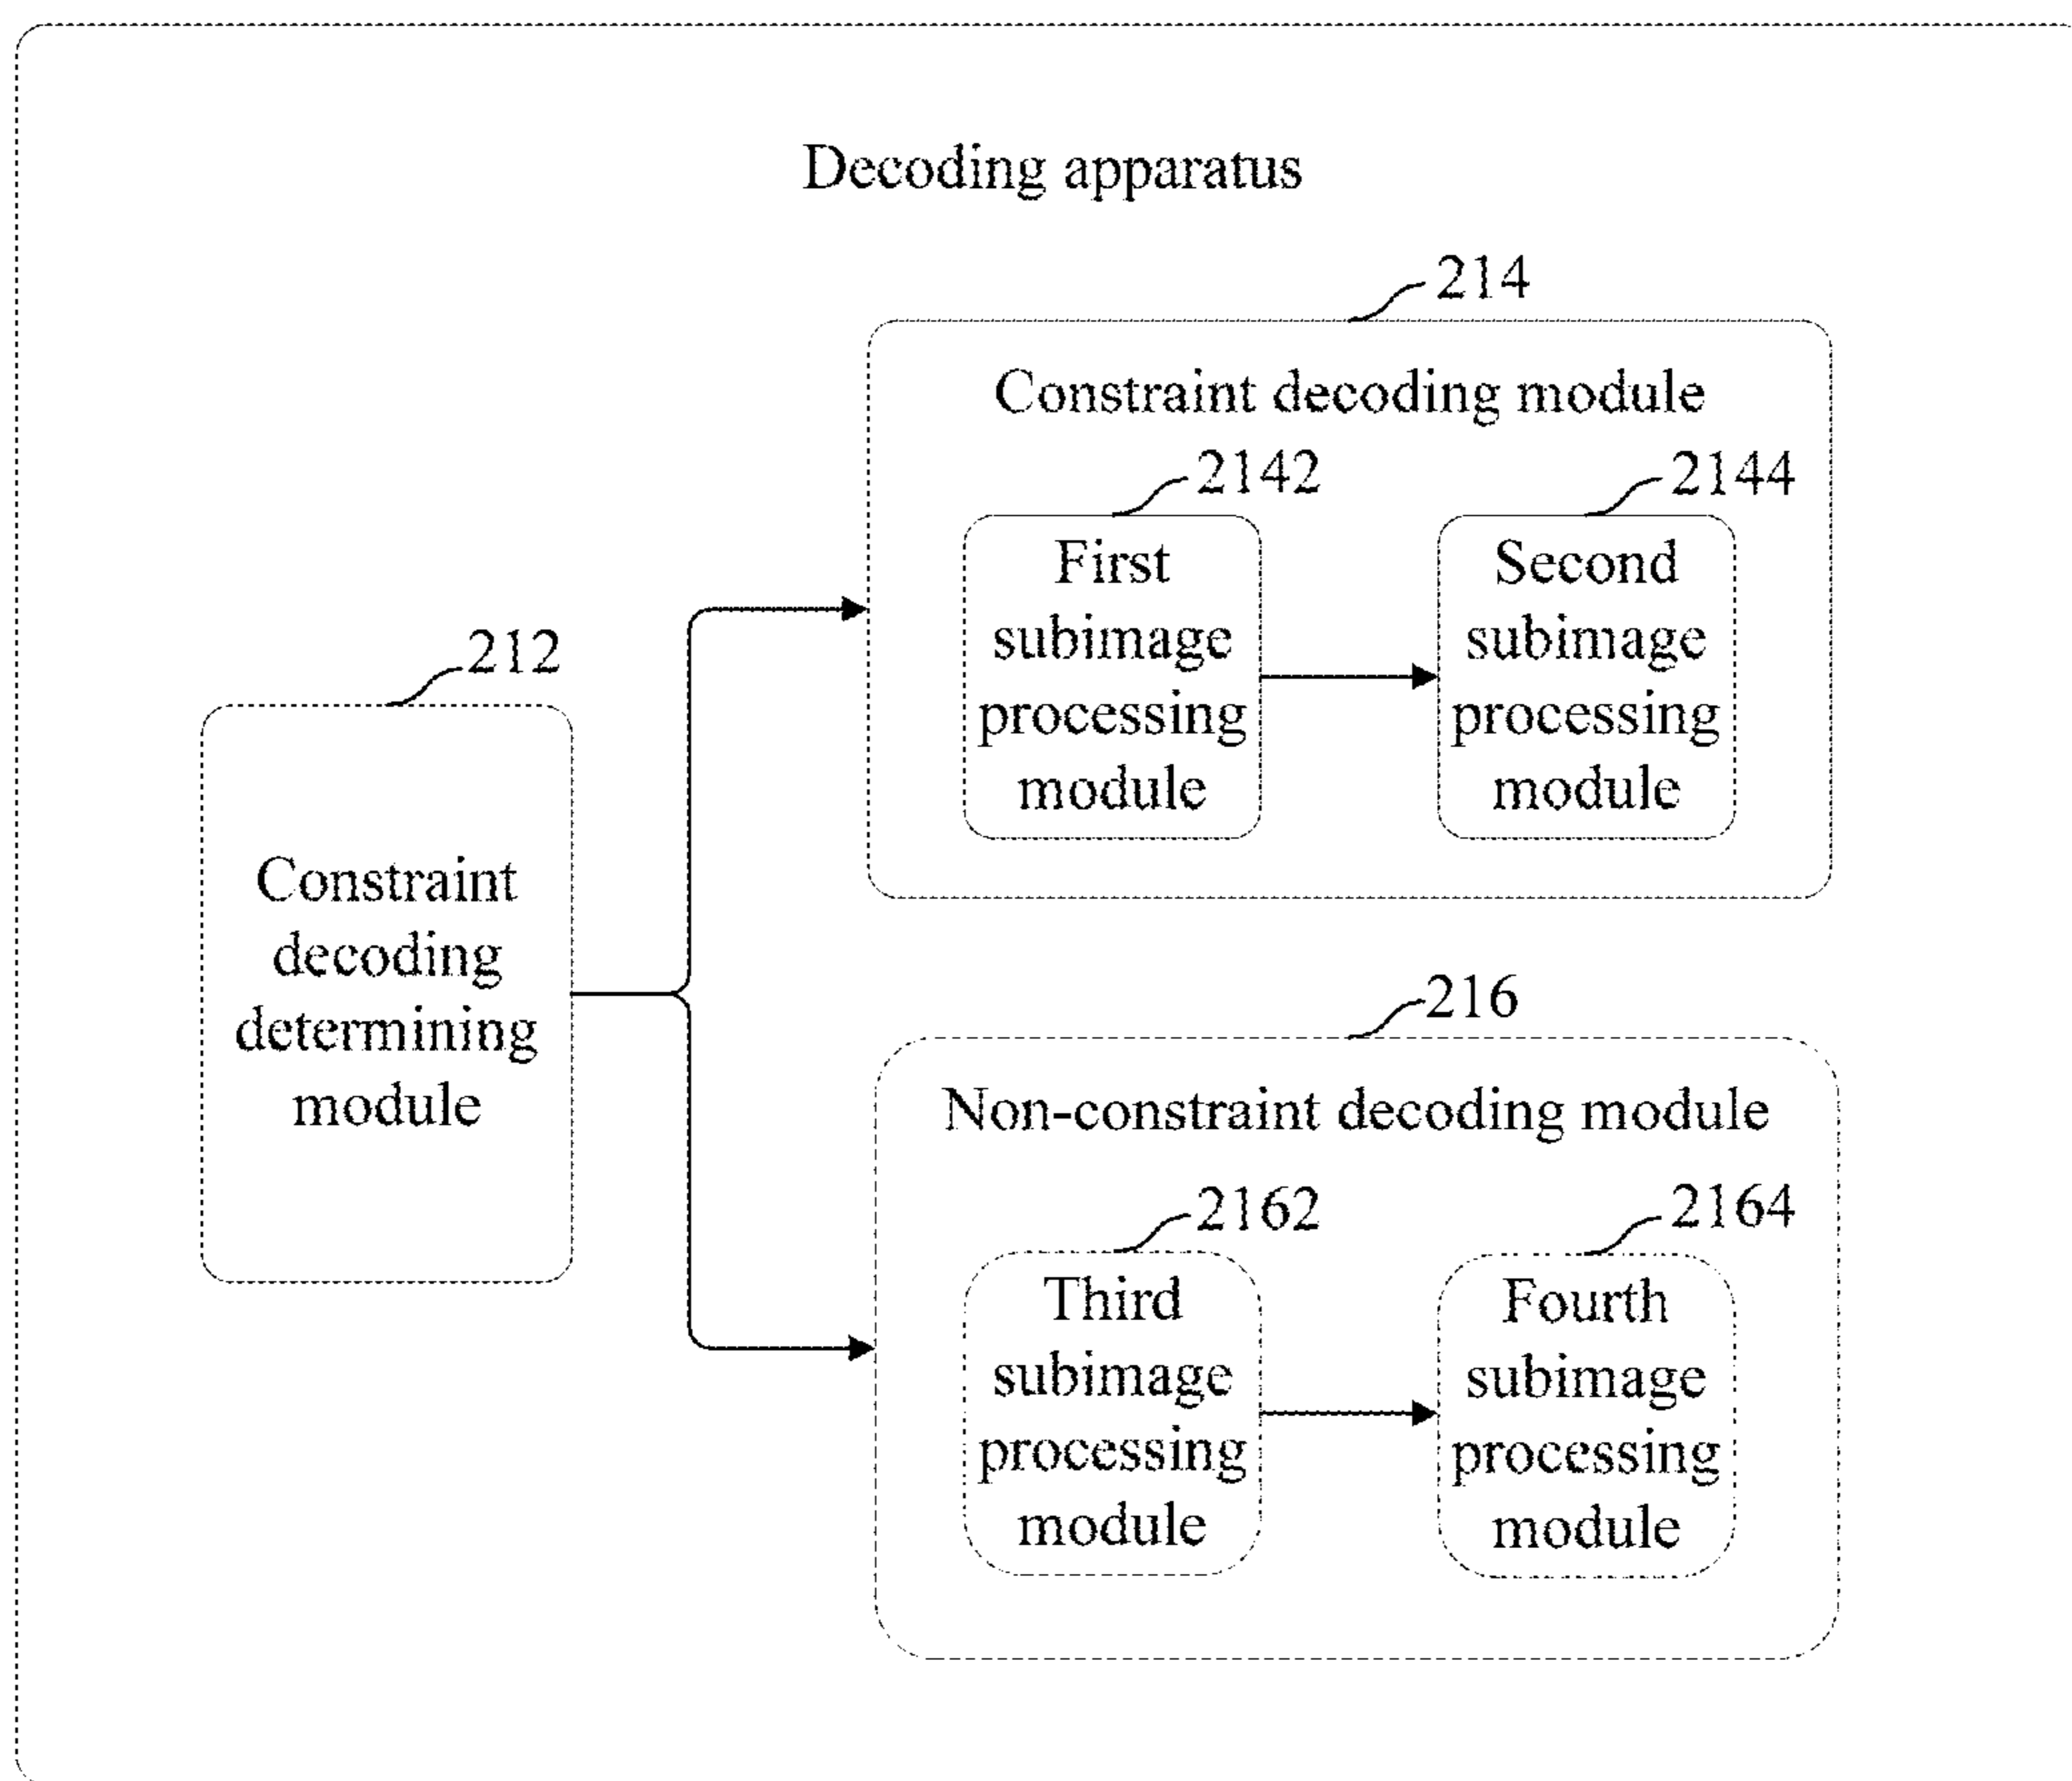 Decoding apparatus
214
Constraint decoding module
2142
2144
First
subimage
processing
module
Second
subimage
processing
module
212
Constraint
decoding
determining
module
216
Non-constraint decoding module
2162
2164
Third
subimage
processing
module
Fourth
subimage
processing
module